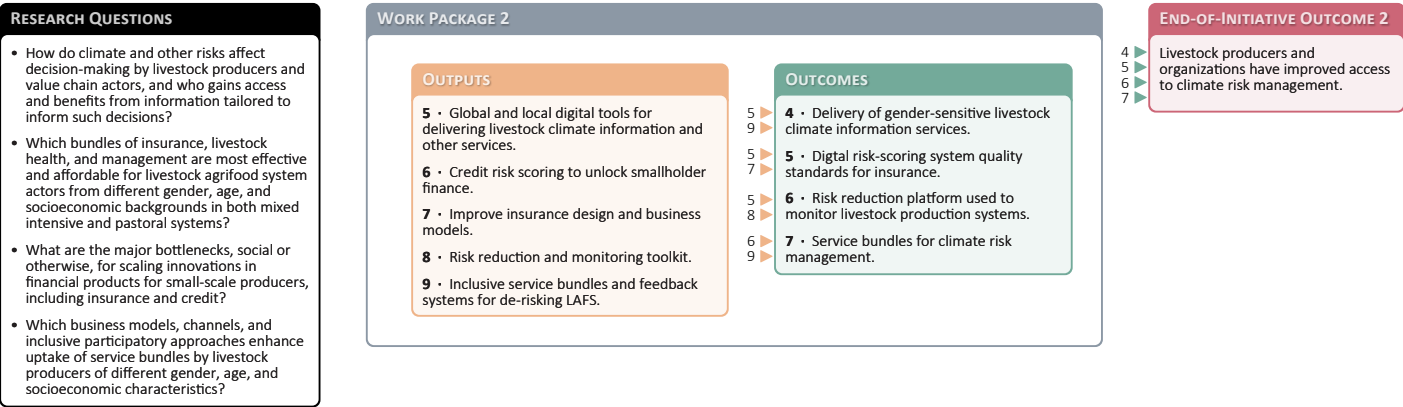 RESEARCH QUESTIONS
• How do climate and other risks affect
decision-making by livestock producers and
value chain actors, and who gains access
and benefits from information tailored to
inform such decisions?
• Which bundles of insurance, livestock
health, and management are most effective
and affordable for livestock agrifood system
actors from different gender, age, and
socioeconomic backgrounds in both mixed
intensive and pastoral systems?
• What are the major bottlenecks, social or
otherwise, for scaling innovations in
financial products for small-scale producers,
including insurance and credit?
• Which business models, channels, and
inclusive participatory approaches enhance
uptake of service bundles by livestock
producers of different gender, age, and
socioeconomic characteristics?
WORK PACKAGE 2
OUTPUTS
5 · Global and local digital tools for
delivering livestock climate information and
other services.
6 · Credit risk scoring to unlock smallholder
finance.
7 · Improve insurance design and business
models.
8 · Risk reduction and monitoring toolkit.
9 · Inclusive service bundles and feedback
systems for de-risking LAFS.
OUTCOMES
5
9
4 · Delivery of gender-sensitive livestock
climate information services.
5
7
5 · Digtal risk-scoring system quality
standards for insurance.
5
8
6 · Risk reduction platform used to
monitor livestock production systems.
6
9
7 · Service bundles for climate risk
management.
END-OF-INITIATIVE OUTCOME 2
4
5
6
7
Livestock producers and
organizations have improved access
to climate risk management.